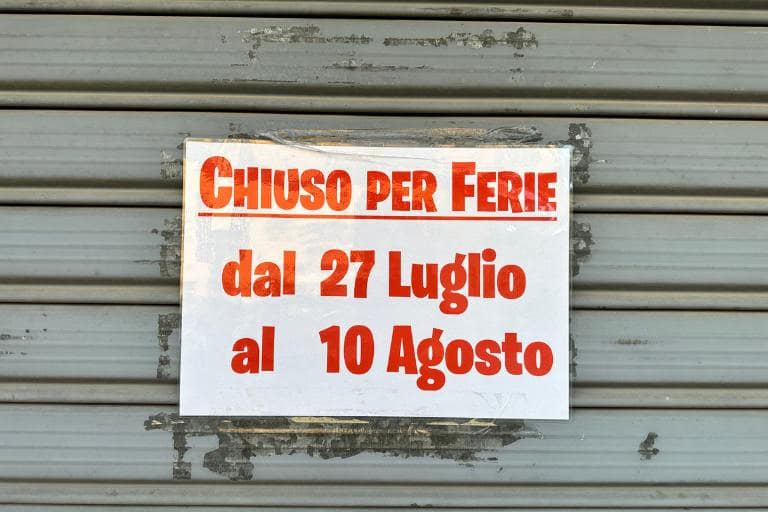 Chiuso per Ferie
dal 27 Luglio
al 10 Agosto